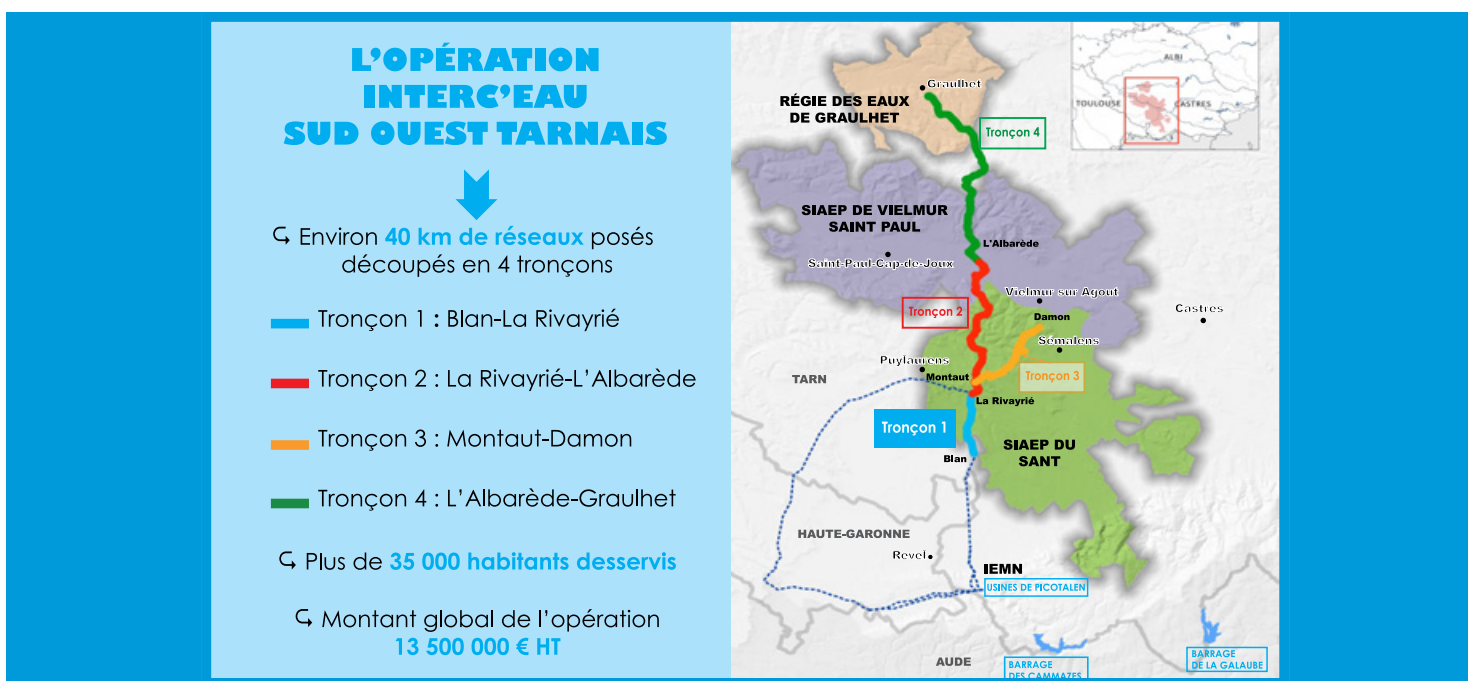 L'OPÉRATION
INTERC'EAU
SUD OUEST TARNAIS
Environ 40 km de réseaux posés
découpés en 4 tronçons
Tronçon 1 : Blan-La Rivayrié
Tronçon 2 : La Rivayrié-L'Albarède
Tronçon 3 : Montaut-Damon
Tronçon 4 : L'Albarède-Graulhet
Plus de 35 000 habitants desservis
Montant global de l'opération
13 500 000 € HT
Graulhet
RÉGIE DES EAUX
DE GRAULHET
Tronçon 4
ALBI
TOULOUSE
CASTRES
SIAEP DE VIELMUR
SAINT PAUL
L'Albarède
Saint-Paul-Cap-de-Joux
Vielmur sur Agout
Tronçon 2
Damon
Castres
Sémalens
Puylaurens
Montaut
Tronçon 3
TARN
La Rivayrié
Tronçon 1
Blan
SIAEP DU
SANT
HAUTE-GARONNE
Revel
IEMN
USINES DE PICOTALEN
AUDE
BARRAGE
DES CAMMAZES
BARRAGE
DE LA GALAUBE